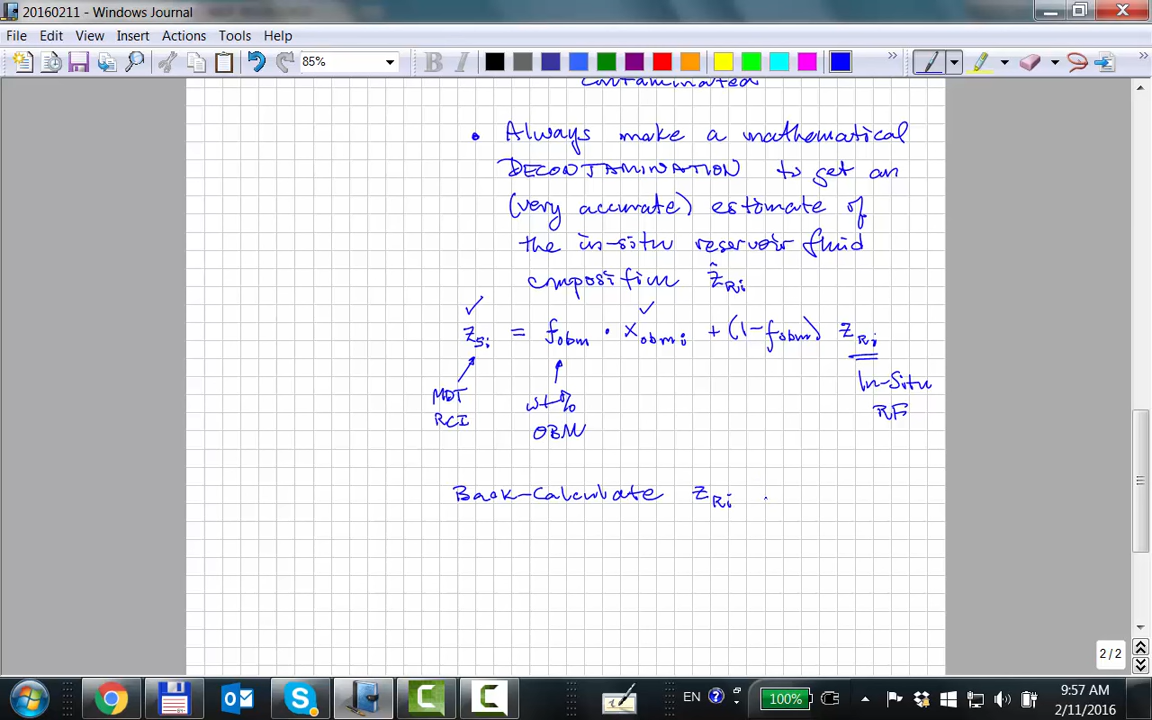 20160211 - Windows Journal
File Edit View Insert Actions Tools Help
85%
contaminated
• Always make a mathematical
DECONTAMINATION to get an
(very accurate) estimate of
the in-situ reservoir fluid
composition ẑRi
✓ ✓
zSi = fobm · xobmi + (1-fobm) zRi
MDT
RCI
wt%
OBM
In-Situ
RF
Back-Calculate zRi
2/2
EN
100%
9:57 AM
2/11/2016